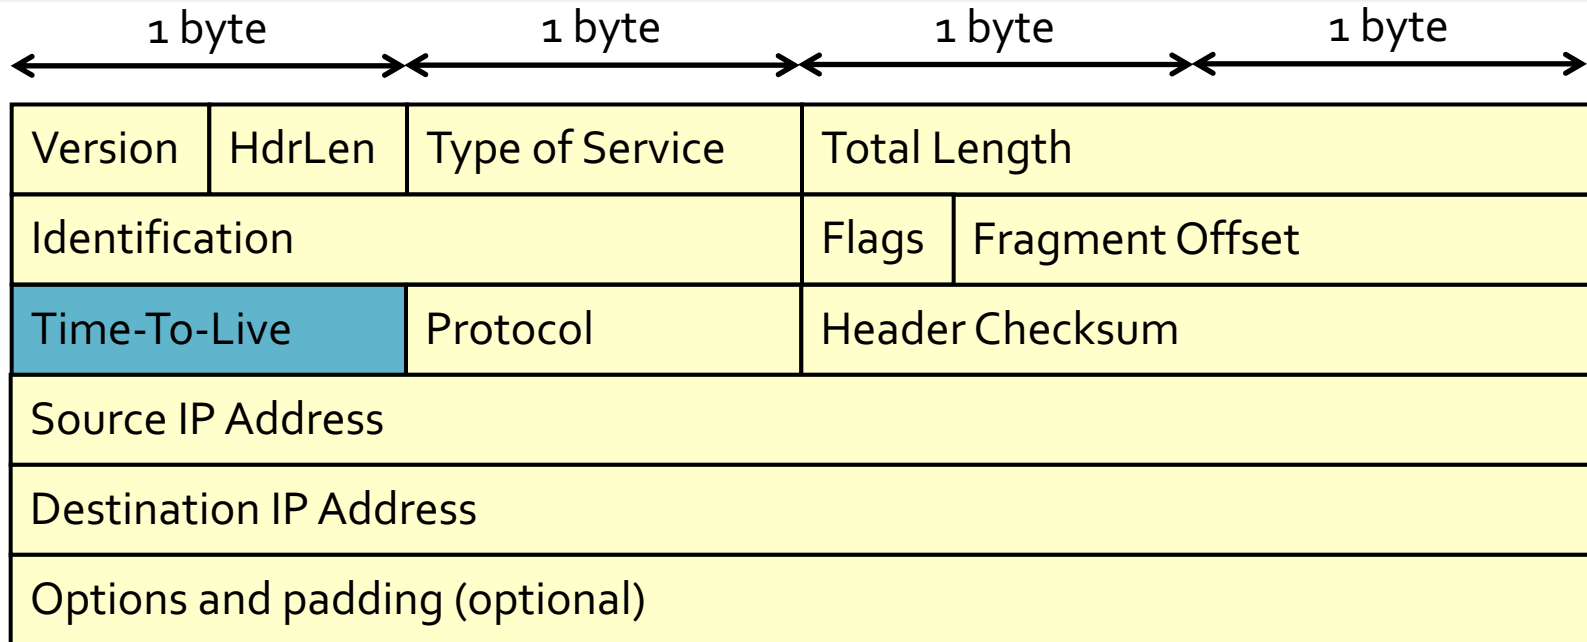 1 byte 1 byte 1 byte 1 byte
Version HdrLen Type of Service Total Length
Identification Flags Fragment Offset
Time-To-Live Protocol Header Checksum
Source IP Address
Destination IP Address
Options and padding (optional)